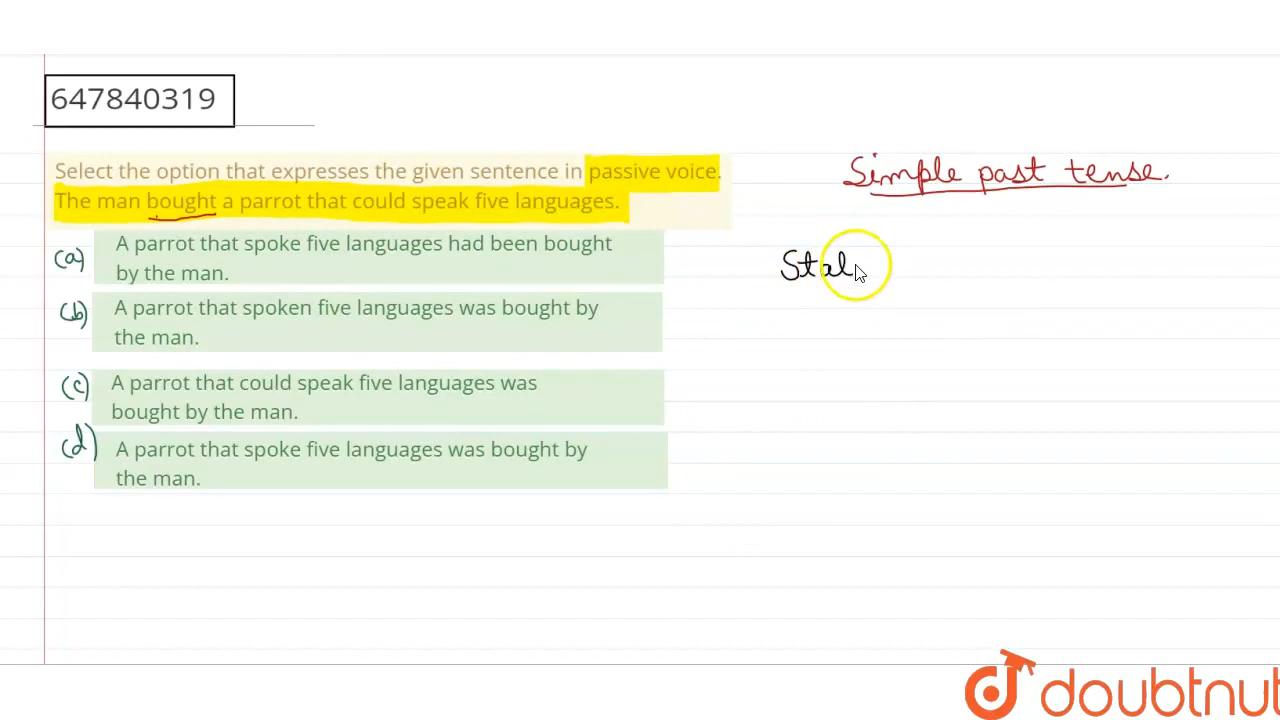 647840319
Select the option that expresses the given sentence in passive voice.
The man bought a parrot that could speak five languages.
(a) A parrot that spoke five languages had been bought
by the man.
(b) A parrot that spoken five languages was bought by
the man.
(c) A parrot that could speak five languages was
bought by the man.
(d) A parrot that spoke five languages was bought by
the man.
Simple past tense.
Stal
doubtnut